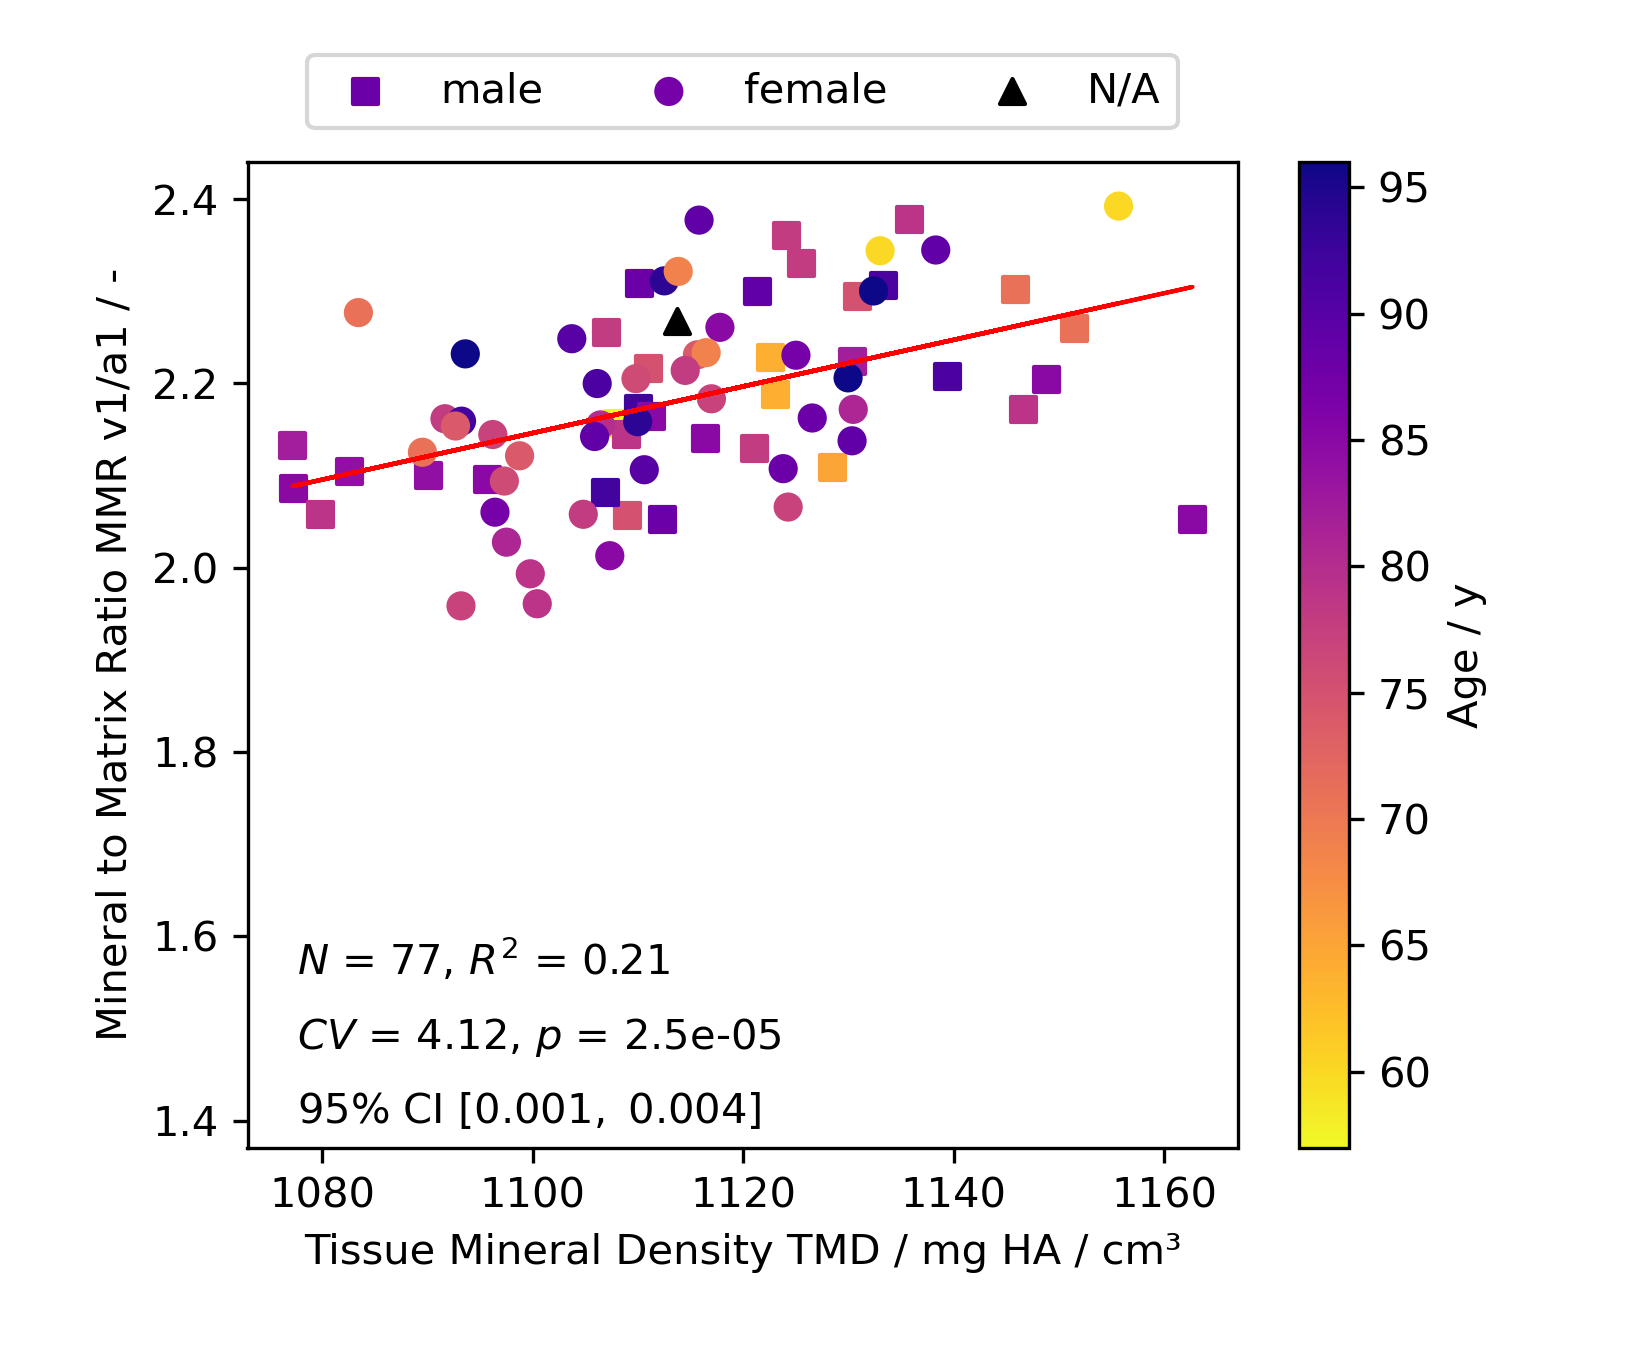 male female N/A
2.4
2.2
2.0
1.8
1.6
1.4
Mineral to Matrix Ratio MMR v1/a1 / -
N = 77, R² = 0.21
CV = 4.12, p = 2.5e-05
95% CI [0.001, 0.004]
1080 1100 1120 1140 1160
Tissue Mineral Density TMD / mg HA / cm³
95
90
85
80
75
70
65
60
Age / y